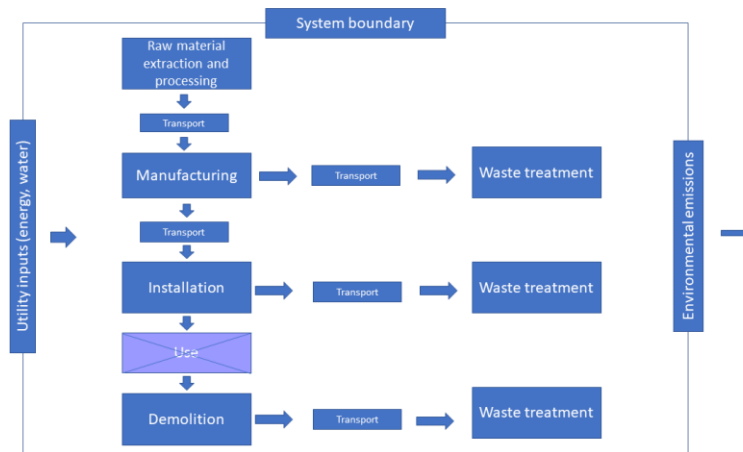 System boundary
Raw material
extraction and
processing
Transport
Manufacturing
Transport
Waste treatment
Transport
Installation
Transport
Waste treatment
Use
Demolition
Transport
Waste treatment
Utility inputs (energy, water)
Environmental emissions